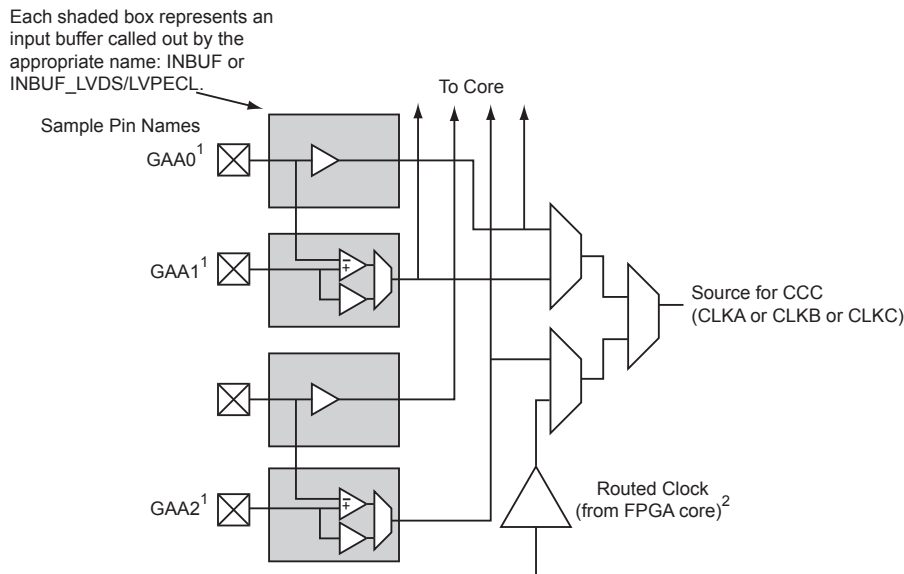 Each shaded box represents an
input buffer called out by the
appropriate name: INBUF or
INBUF_LVDS/LVPECL.
To Core
Sample Pin Names
GAA0¹
GAA1¹
− +
Source for CCC
(CLKA or CLKB or CLKC)
GAA2¹
− +
Routed Clock
(from FPGA core)²